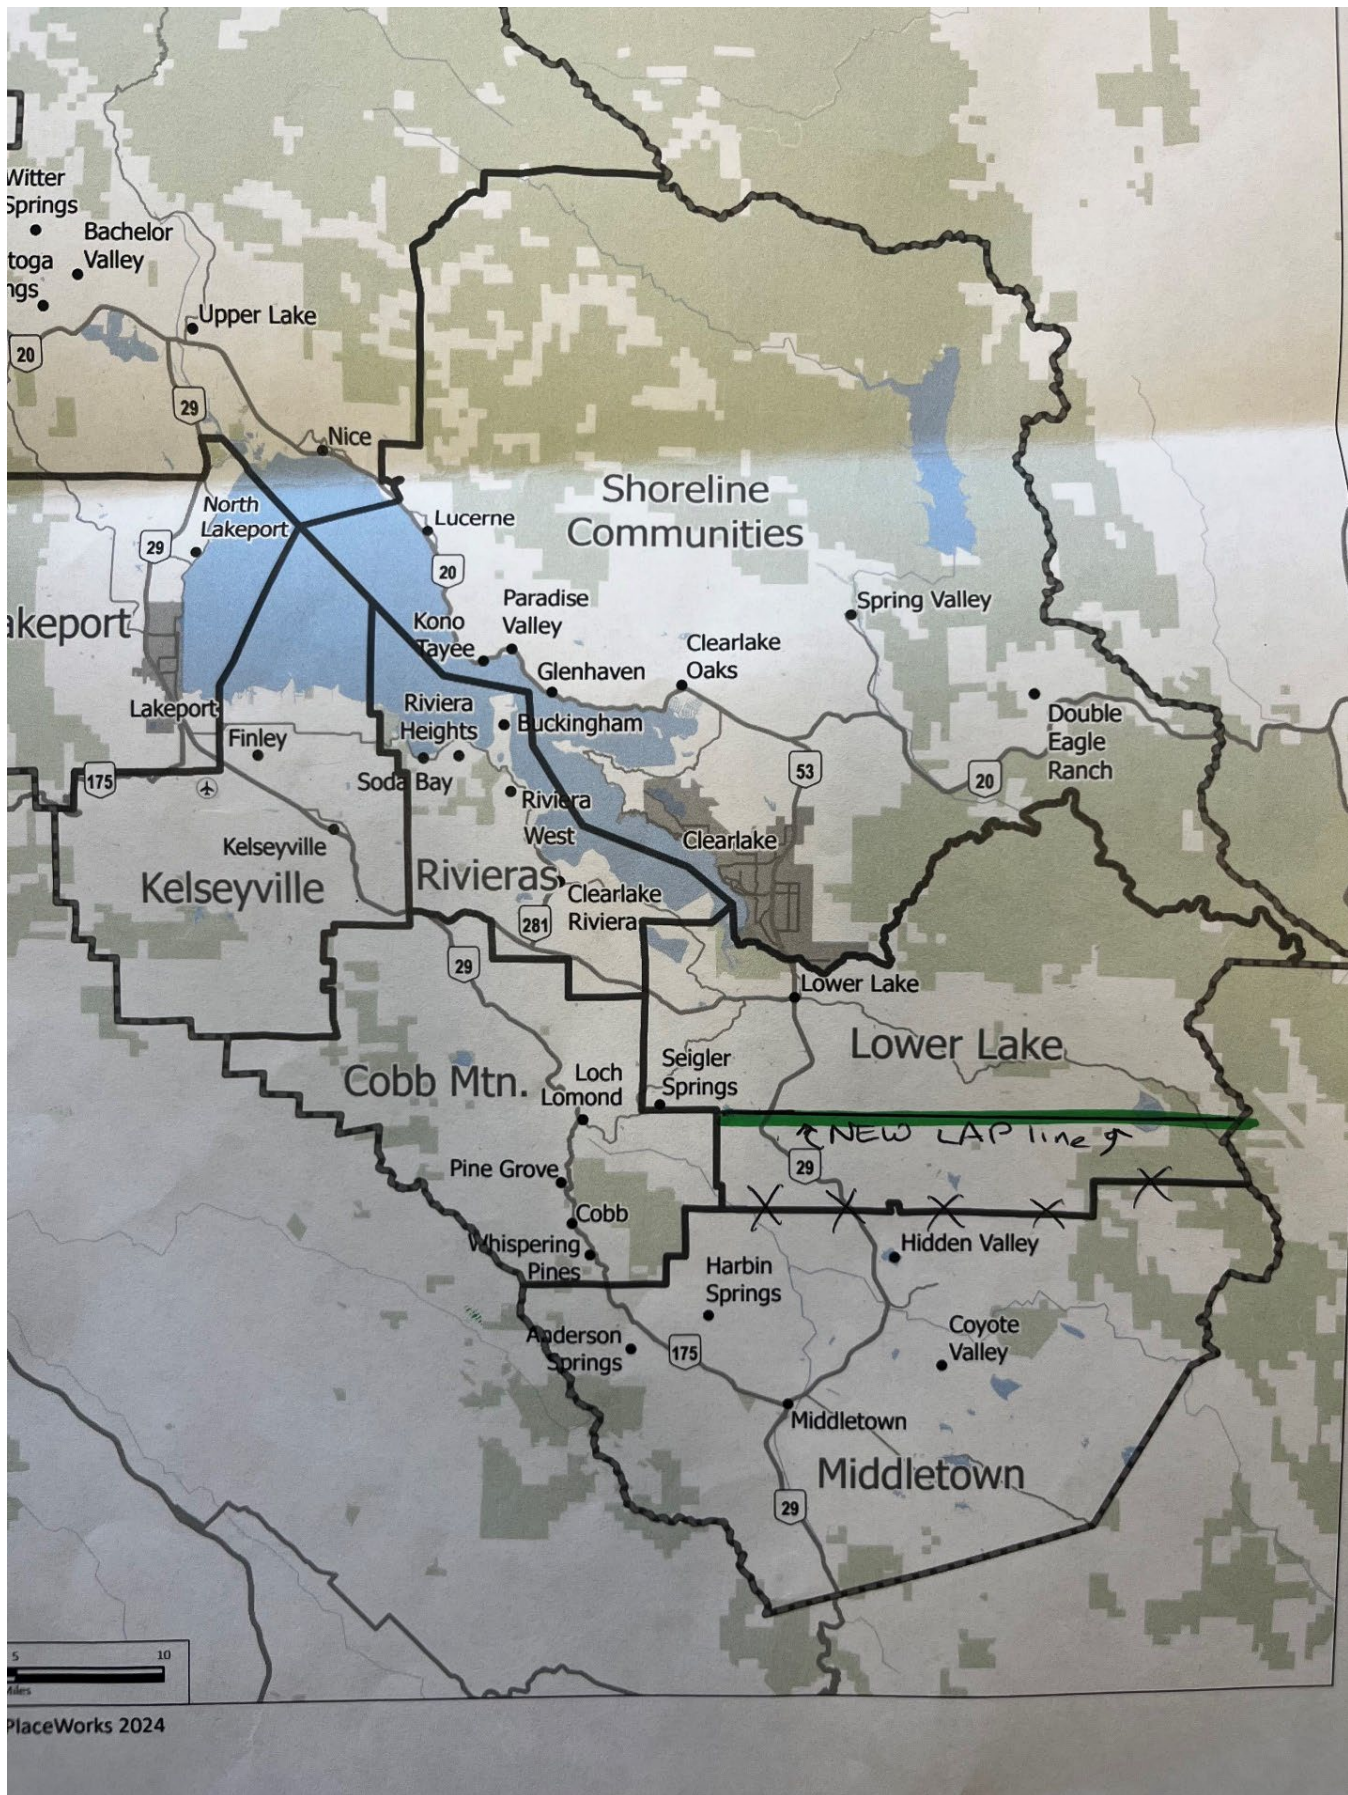 Witter
Springs
Bachelor
Valley
Upper Lake
20
29
Nice
North
Lakeport
29
Lucerne
20
Shoreline
Communities
Kono
Tayee
Paradise
Valley
Glenhaven
Clearlake
Oaks
Spring Valley
Double
Eagle
Ranch
53
20
Lakeport
Finley
175
Riviera
Heights
Buckingham
Soda Bay
Riviera
West
Clearlake
Kelseyville
Kelseyville
Rivieras
Clearlake
Riviera
281
29
Lower Lake
Lower Lake
Cobb Mtn.
Loch
Lomond
Seigler
Springs
NEW LAP line
29
Pine Grove
Cobb
Whispering
Pines
Hidden Valley
Harbin
Springs
Anderson
Springs
175
Coyote
Valley
Middletown
Middletown
29
5 10
Miles
PlaceWorks 2024